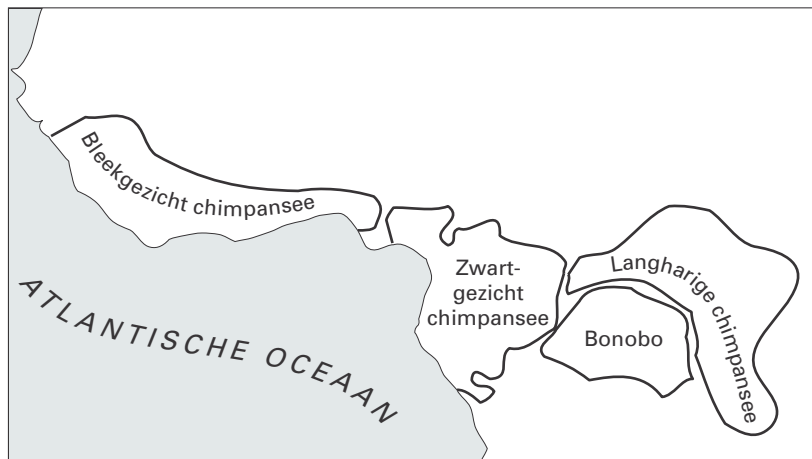 Bleekgezicht chimpansee
Zwart-
gezicht
chimpansee
Langharige chimpansee
Bonobo
ATLANTISCHE OCEAAN